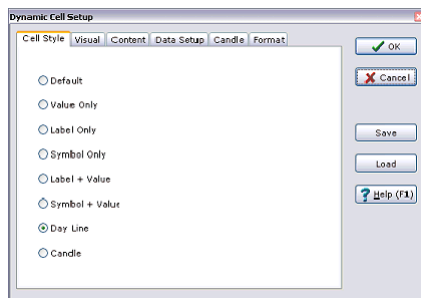 Dynamic Cell Setup
Cell Style Visual Content Data Setup Candle Format
Default
Value Only
Label Only
Symbol Only
Label + Value
Symbol + Value
Day Line
Candle
OK
Cancel
Save
Load
Help (F1)